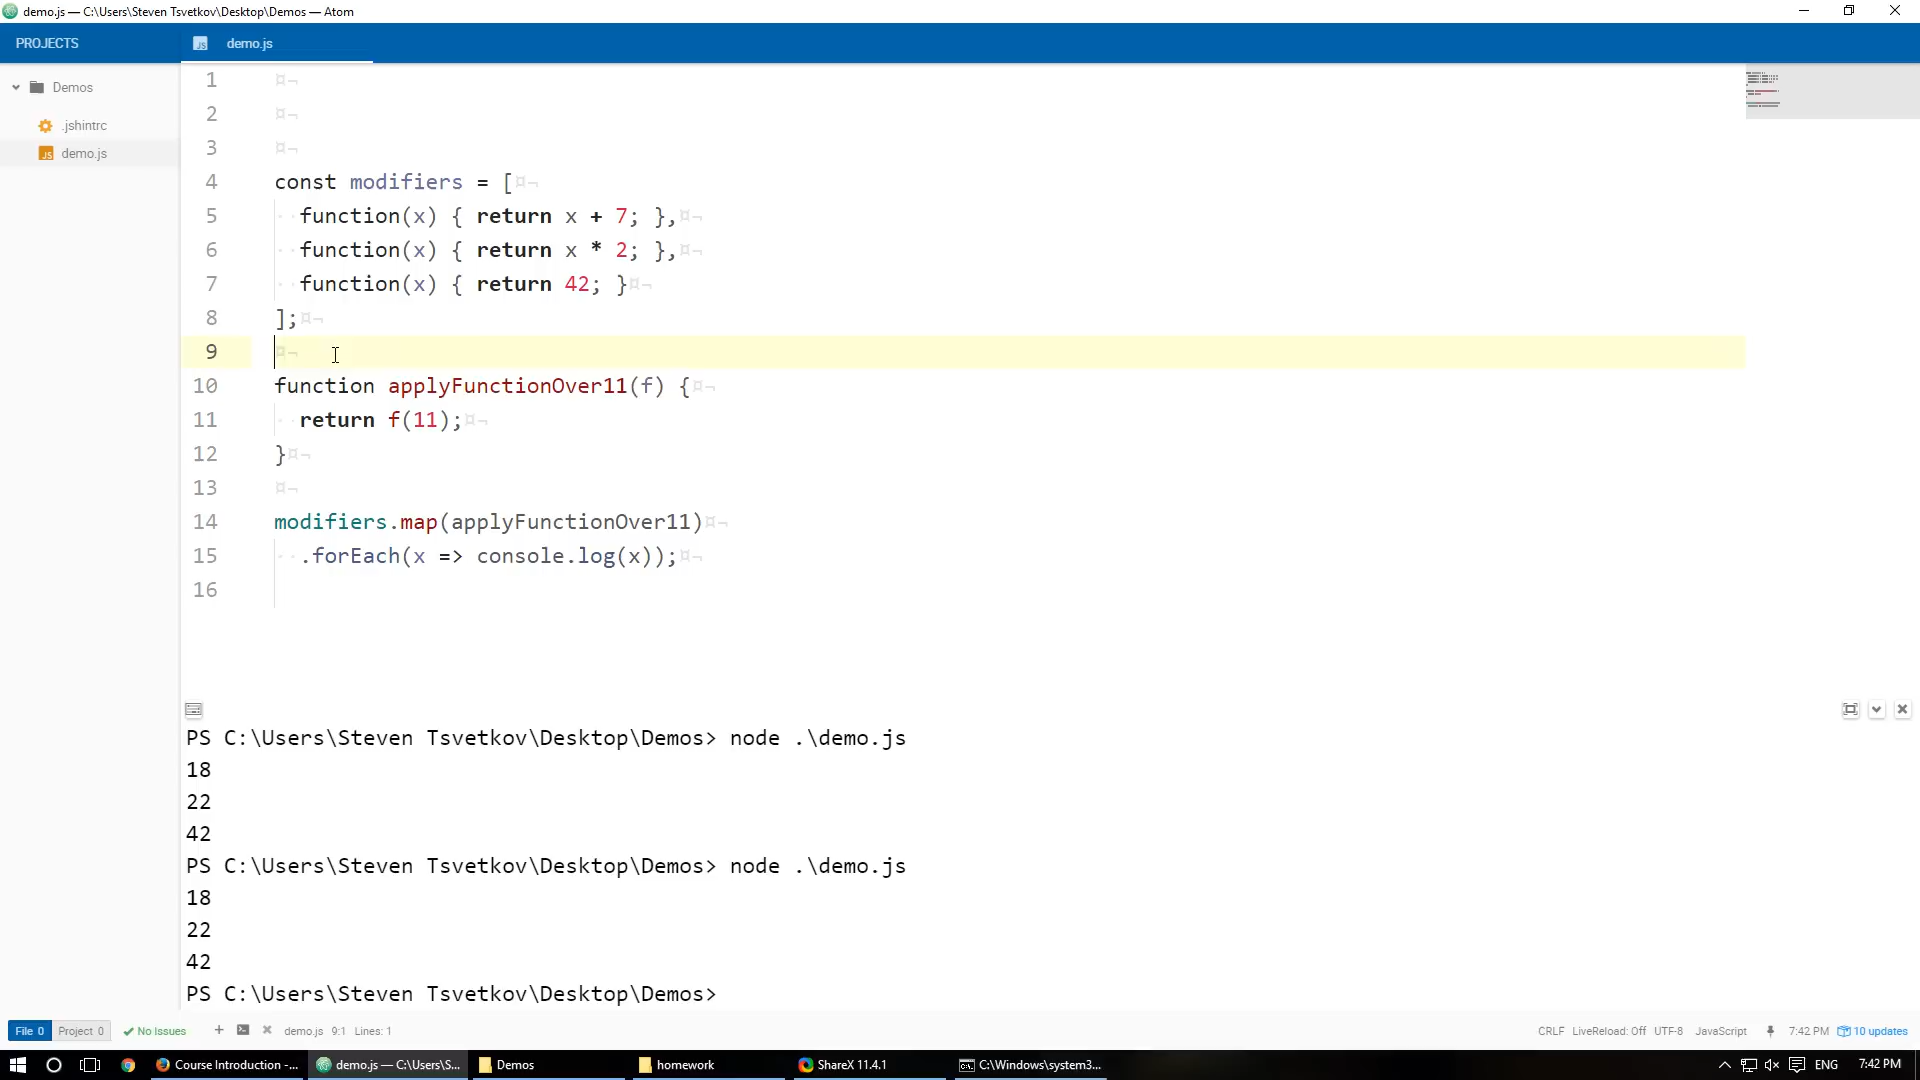 demo.js — C:\Users\Steven Tsvetkov\Desktop\Demos — Atom
PROJECTS
demo.js
Demos
.jshintrc
demo.js
1 ¤¬
2 ¤¬
3 ¤¬
4 const modifiers = [¤¬
5 ··function(x) { return x + 7; },¤¬
6 ··function(x) { return x * 2; },¤¬
7 ··function(x) { return 42; }¤¬
8 ];¤¬
9 ¤¬
10 function applyFunctionOver11(f) {¤¬
11 ··return f(11);¤¬
12 }¤¬
13 ¤¬
14 modifiers.map(applyFunctionOver11)¤¬
15 ··.forEach(x => console.log(x));¤¬
16
PS C:\Users\Steven Tsvetkov\Desktop\Demos> node .\demo.js
18
22
42
PS C:\Users\Steven Tsvetkov\Desktop\Demos> node .\demo.js
18
22
42
PS C:\Users\Steven Tsvetkov\Desktop\Demos>
File 0 Project 0 No Issues demo.js 9:1 Lines: 1 CRLF LiveReload: Off UTF-8 JavaScript 7:42 PM 10 updates
Course Introduction -... demo.js — C:\Users\S... Demos homework ShareX 11.4.1 C:\Windows\system3... ENG 7:42 PM